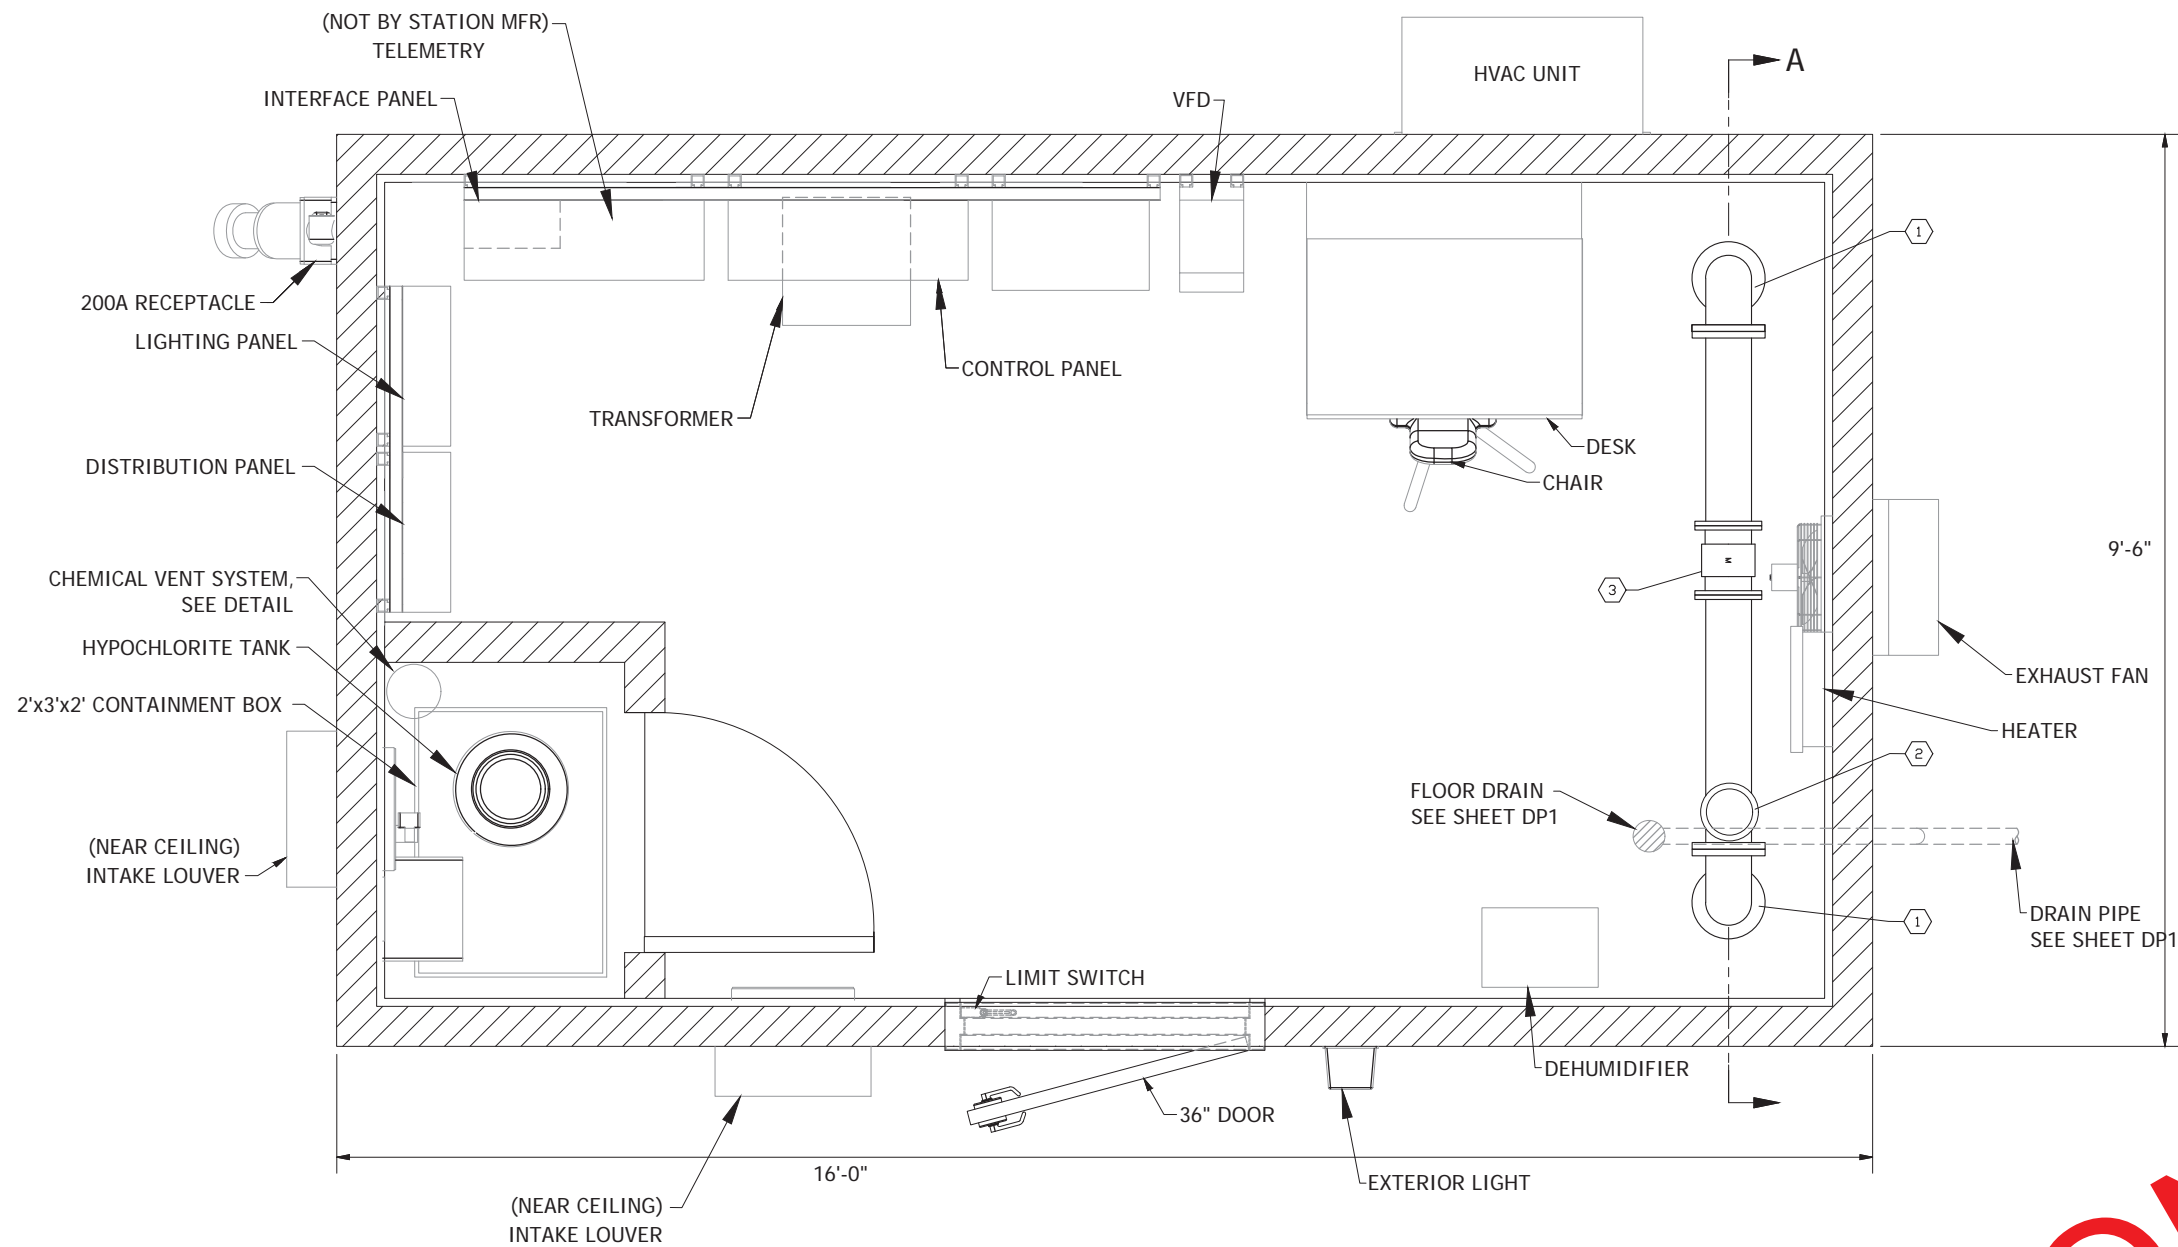 (NOT BY STATION MFR)
TELEMETRY
INTERFACE PANEL
VFD
HVAC UNIT
A
1
200A RECEPTACLE
LIGHTING PANEL
CONTROL PANEL
TRANSFORMER
DESK
CHAIR
DISTRIBUTION PANEL
9'-6"
M
3
CHEMICAL VENT SYSTEM,
SEE DETAIL
HYPOCHLORITE TANK
2'x3'x2' CONTAINMENT BOX
EXHAUST FAN
HEATER
2
FLOOR DRAIN
SEE SHEET DP1
(NEAR CEILING)
INTAKE LOUVER
1
DRAIN PIPE
SEE SHEET DP1
LIMIT SWITCH
DEHUMIDIFIER
36" DOOR
16'-0"
EXTERIOR LIGHT
(NEAR CEILING)
INTAKE LOUVER